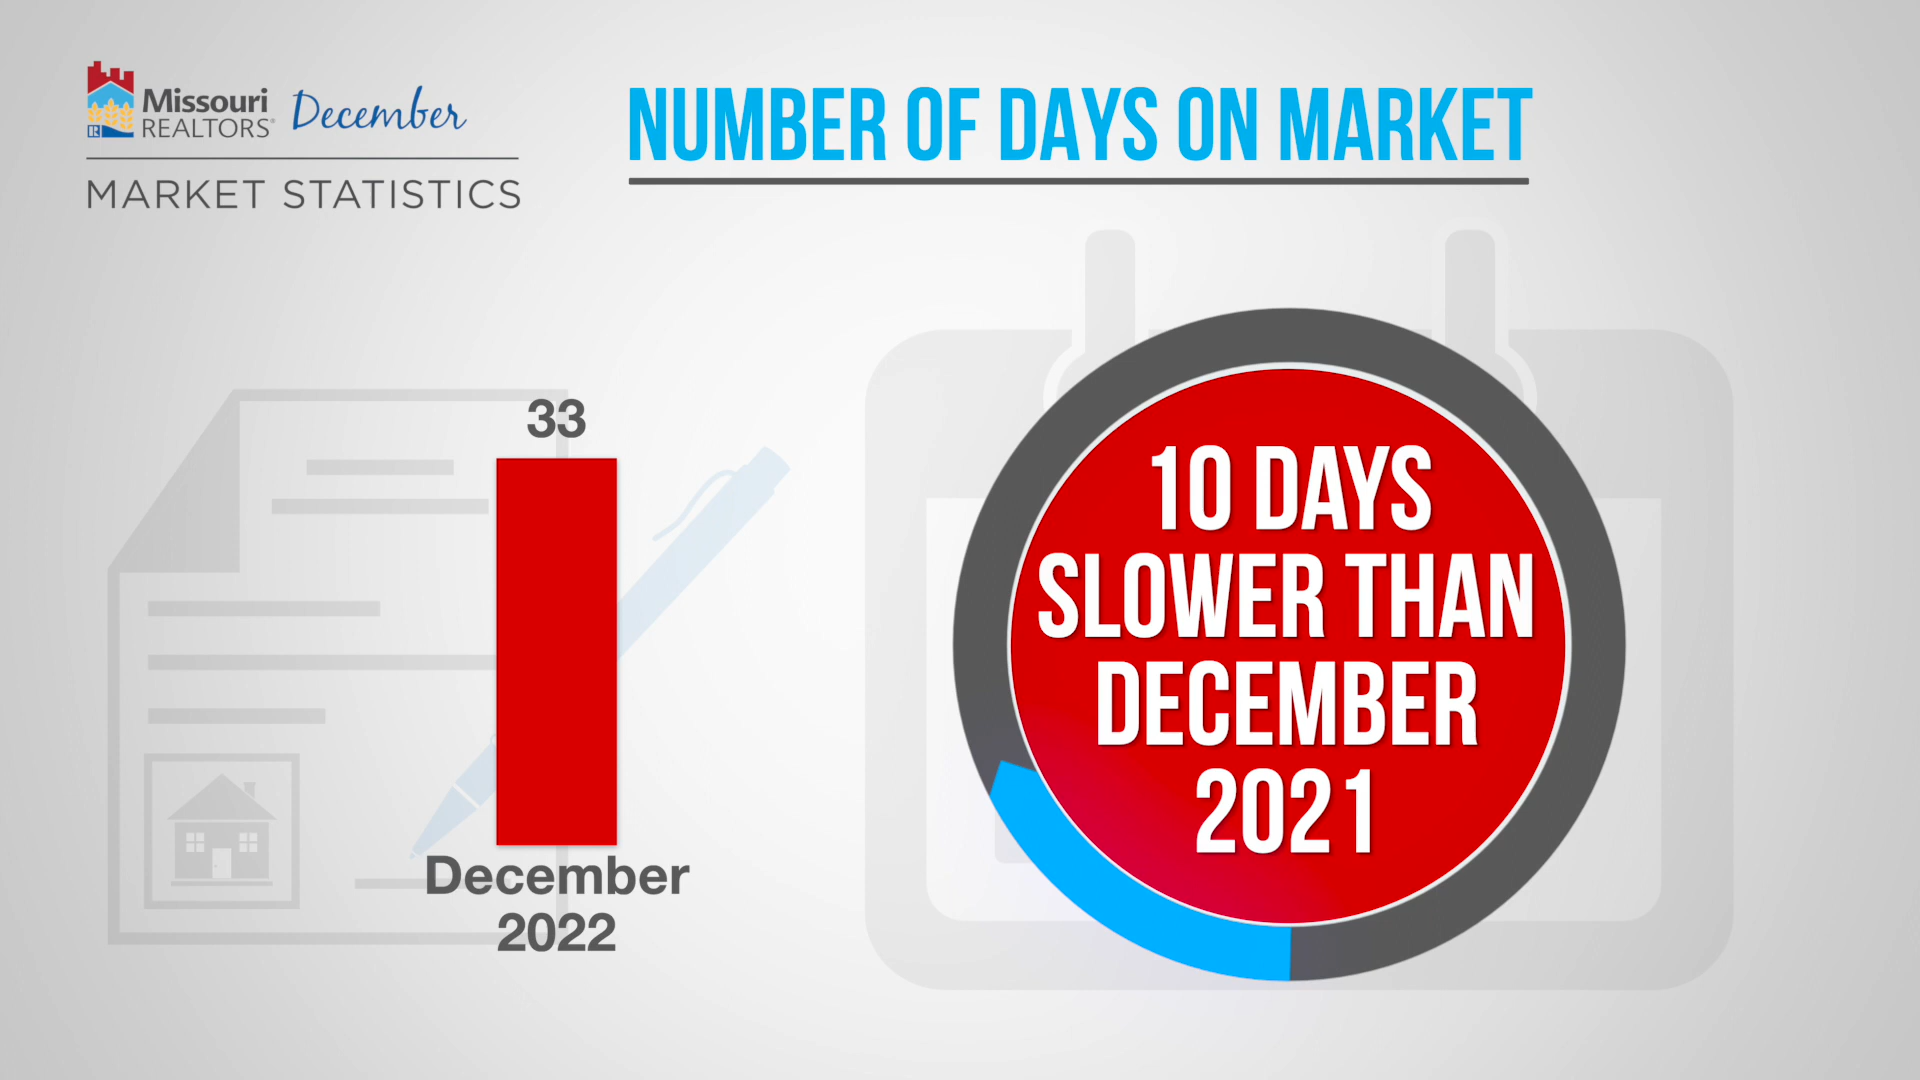 Missouri
REALTORS®
December
MARKET STATISTICS
NUMBER OF DAYS ON MARKET
33
December
2022
10 DAYS
SLOWER THAN
DECEMBER
2021